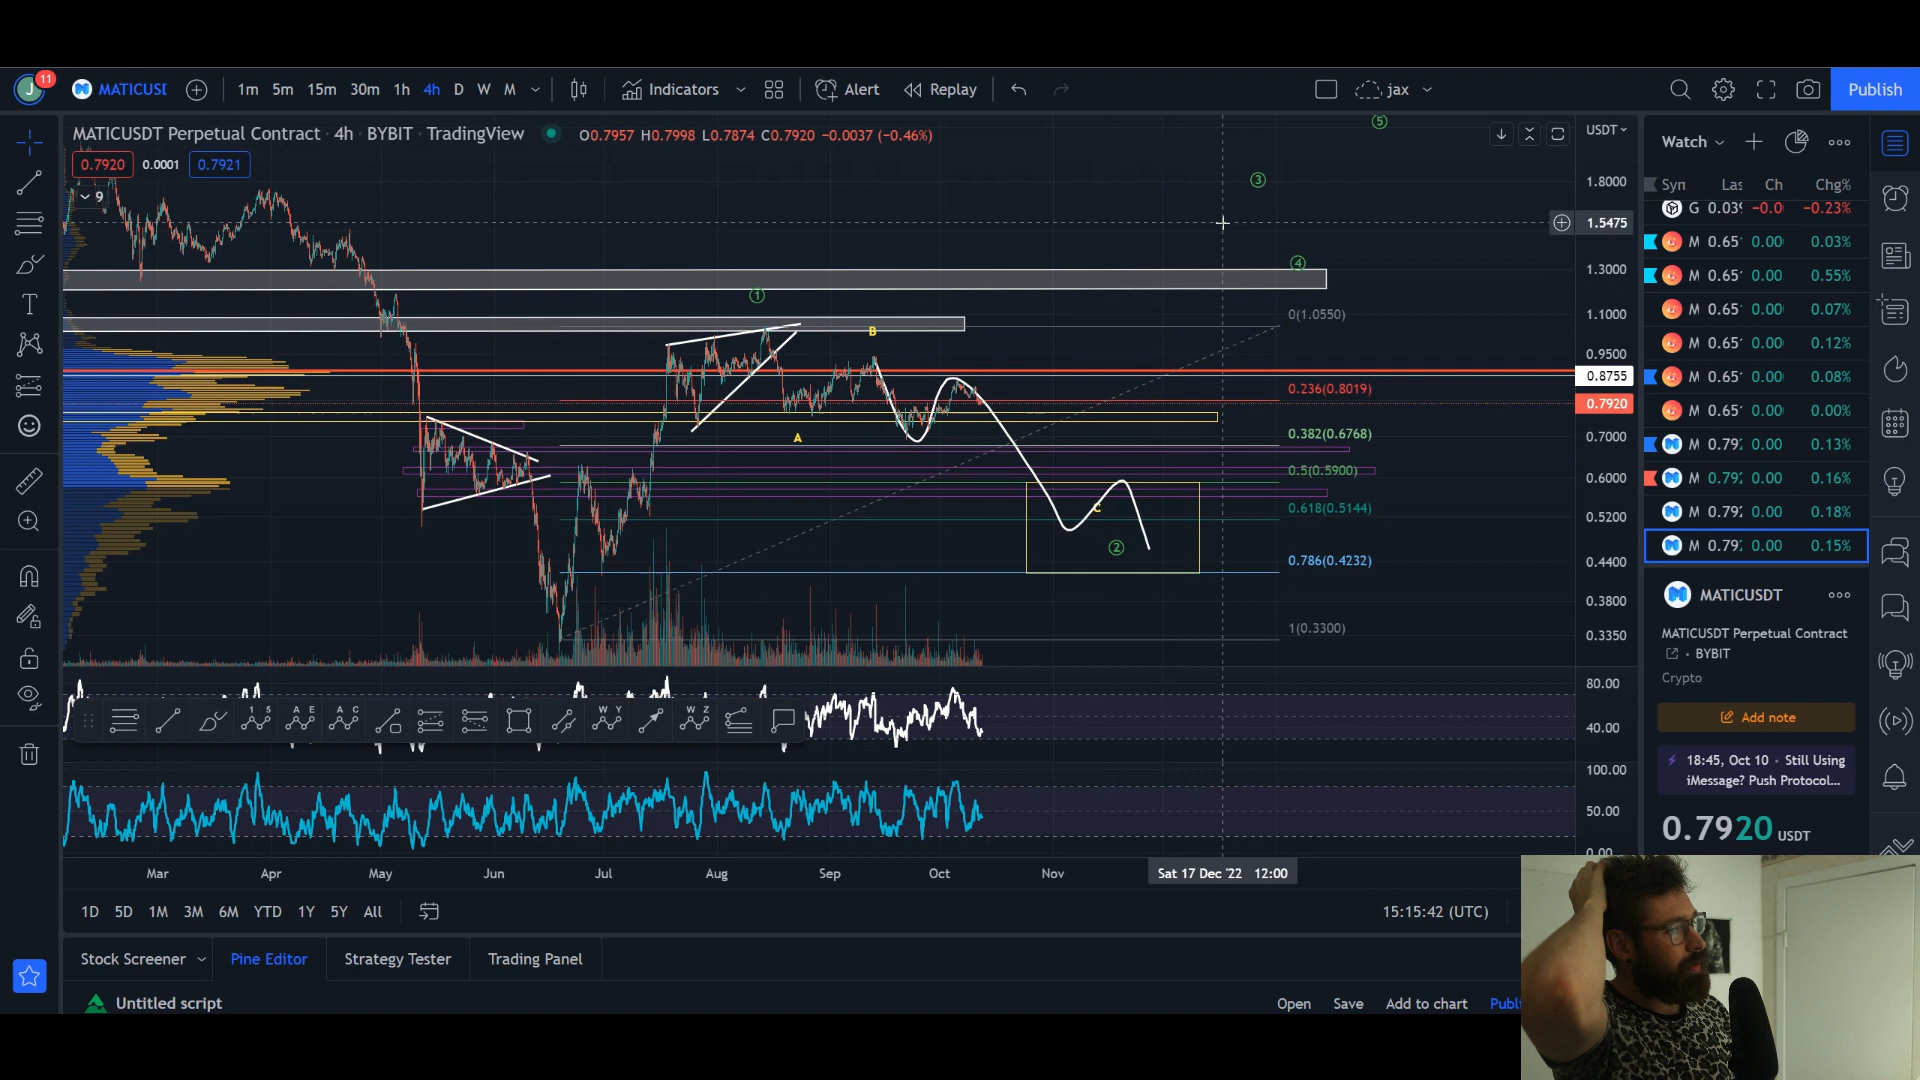 J 11 MATICUSI 1m 5m 15m 30m 1h 4h D W M Indicators Alert Replay jax Publish
MATICUSDT Perpetual Contract · 4h · BYBIT · TradingView O0.7957 H0.7998 L0.7874 C0.7920 −0.0037 (−0.46%)
0.7920 0.0001 0.7921
9
5
3
4
1
B
A
C
2
0(1.0550)
0.236(0.8019)
0.382(0.6768)
0.5(0.5900)
0.618(0.5144)
0.786(0.4232)
1(0.3300)
USDT
1.8000
1.5475
1.3000
1.1000
0.9500
0.8755
0.7920
0.7000
0.6000
0.5200
0.4400
0.3800
0.3350
80.00
40.00
100.00
50.00
0.00
1 5 A E A C W Y W Z
Mar Apr May Jun Jul Aug Sep Oct Nov Sat 17 Dec '22 12:00
1D 5D 1M 3M 6M YTD 1Y 5Y All 15:15:42 (UTC)
Stock Screener Pine Editor Strategy Tester Trading Panel
Untitled script Open Save Add to chart Publi
Watch
Syn Las Ch Chg%
G 0.039 −0.0 −0.23%
M 0.65 0.00 0.03%
M 0.65 0.00 0.55%
M 0.65 0.00 0.07%
M 0.65 0.00 0.12%
M 0.65 0.00 0.08%
M 0.65 0.00 0.00%
M 0.79 0.00 0.13%
M 0.79 0.00 0.16%
M 0.79 0.00 0.18%
M 0.79 0.00 0.15%
MATICUSDT
MATICUSDT Perpetual Contract
· BYBIT
Crypto
Add note
18:45, Oct 10 · Still Using
iMessage? Push Protocol...
0.7920 USDT